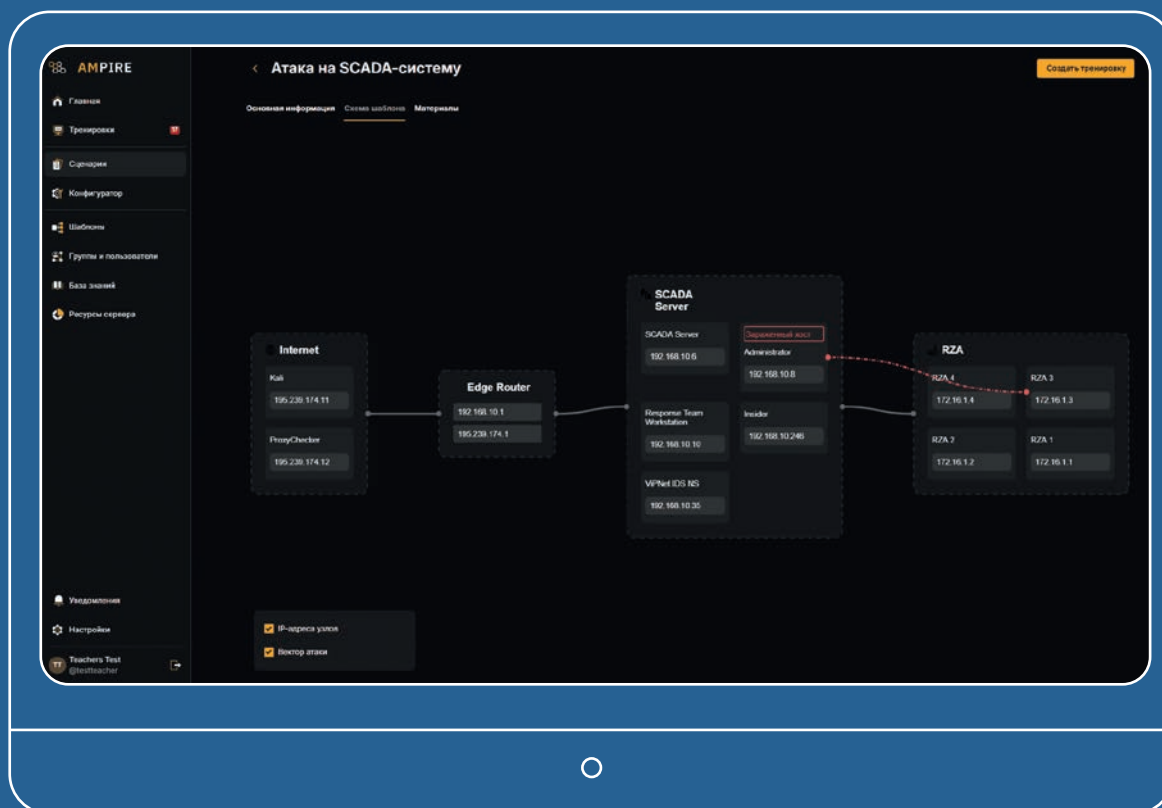 AMPIRE
Главная
Тренировки
57
Сценарии
Конфигуратор
Шаблоны
Группы и пользователи
База знаний
Ресурсы сервера
Уведомления
Настройки
TT
Teachers Test
@testteacher
Атака на SCADA-систему
Создать тренировку
Основная информация Схема шаблона Материалы
Internet
Kali
195.239.174.11
ProxyChecker
195.239.174.12
Edge Router
192.168.10.1
195.239.174.1
SCADA
Server
SCADA Server
192.168.10.6
Response Team
Workstation
192.168.10.10
ViPNet IDS NS
192.168.10.35
Зараженный хост
Administrator
192.168.10.8
Insider
192.168.10.246
RZA
RZA 4
172.16.1.4
RZA 3
172.16.1.3
RZA 2
172.16.1.2
RZA 1
172.16.1.1
IP-адреса узлов
Вектор атаки